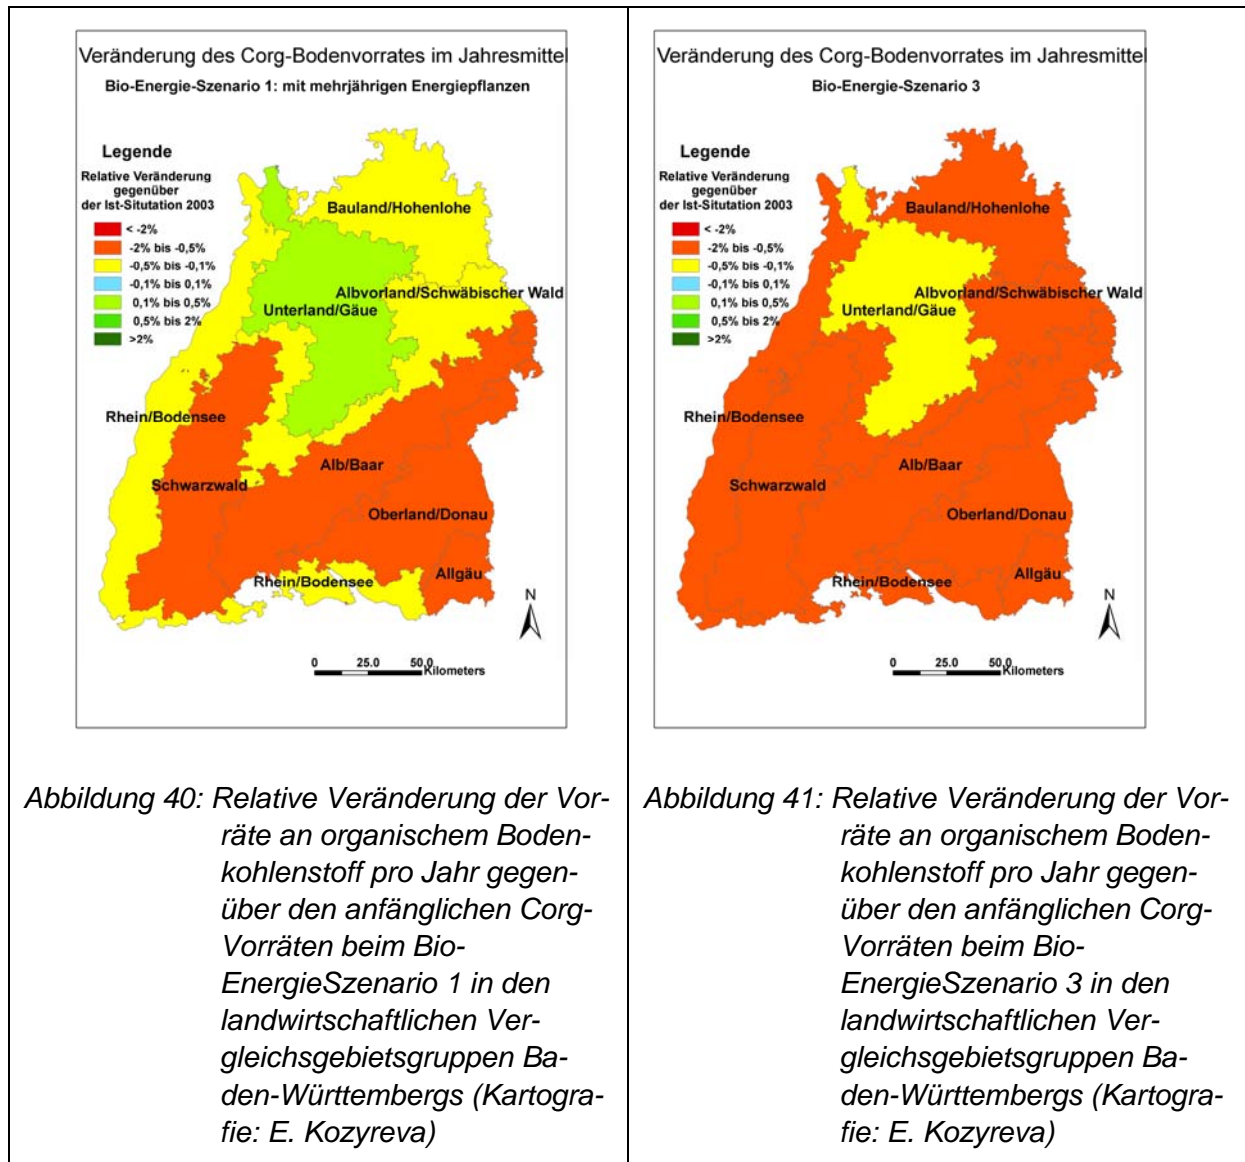 Veränderung des Corg-Bodenvorrates im Jahresmittel
Bio-Energie-Szenario 1: mit mehrjährigen Energiepflanzen
Legende
Relative Veränderung
gegenüber
der Ist-Situtation 2003
< -2%
-2% bis -0,5%
-0,5% bis -0,1%
-0,1% bis 0,1%
0,1% bis 0,5%
0,5% bis 2%
>2%
Bauland/Hohenlohe
Albvorland/Schwäbischer Wald
Unterland/Gäue
Rhein/Bodensee
Alb/Baar
Schwarzwald
Oberland/Donau
Rhein/Bodensee
Allgäu
N
0 25.0 50.0
Kilometers
Abbildung 40: Relative Veränderung der Vor-
räte an organischem Boden-
kohlenstoff pro Jahr gegen-
über den anfänglichen Corg-
Vorräten beim Bio-
EnergieSzenario 1 in den
landwirtschaftlichen Ver-
gleichsgebietsgruppen Ba-
den-Württembergs (Kartogra-
fie: E. Kozyreva)
Veränderung des Corg-Bodenvorrates im Jahresmittel
Bio-Energie-Szenario 3
Legende
Relative Veränderung
gegenüber
der Ist-Situtation 2003
< -2%
-2% bis -0,5%
-0,5% bis -0,1%
-0,1% bis 0,1%
0,1% bis 0,5%
0,5% bis 2%
>2%
Bauland/Hohenlohe
Albvorland/Schwäbischer Wald
Unterland/Gäue
Rhein/Bodensee
Alb/Baar
Schwarzwald
Oberland/Donau
Rhein/Bodensee
Allgäu
N
0 25.0 50.0
Kilometers
Abbildung 41: Relative Veränderung der Vor-
räte an organischem Boden-
kohlenstoff pro Jahr gegen-
über den anfänglichen Corg-
Vorräten beim Bio-
EnergieSzenario 3 in den
landwirtschaftlichen Ver-
gleichsgebietsgruppen Ba-
den-Württembergs (Kartogra-
fie: E. Kozyreva)